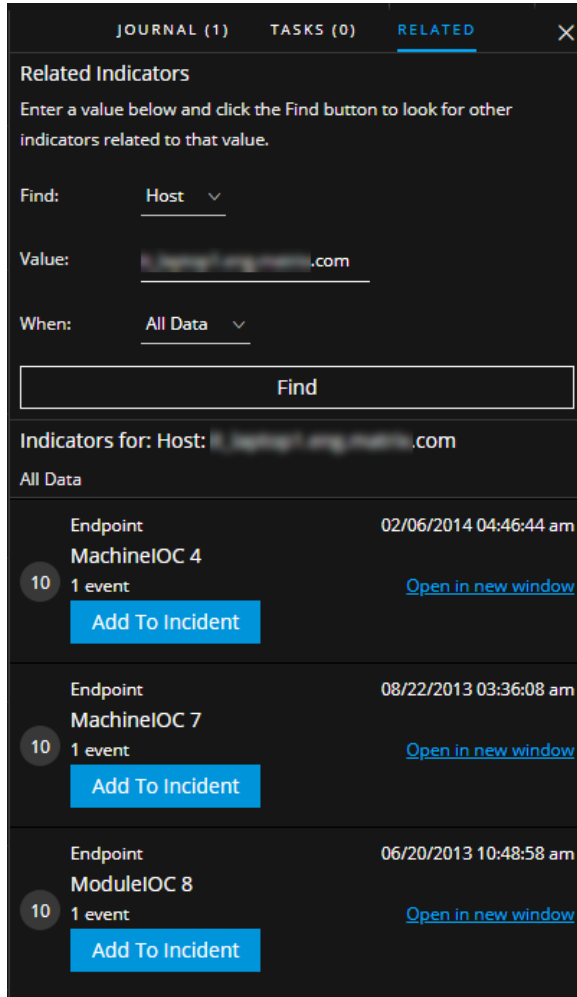 JOURNAL (1) TASKS (0) RELATED
Related Indicators
Enter a value below and click the Find button to look for other
indicators related to that value.
Find: Host
Value: .com
When: All Data
Find
Indicators for: Host: .com
All Data
Endpoint 02/06/2014 04:46:44 am
MachineIOC 4
10 1 event Open in new window
Add To Incident
Endpoint 08/22/2013 03:36:08 am
MachineIOC 7
10 1 event Open in new window
Add To Incident
Endpoint 06/20/2013 10:48:58 am
ModuleIOC 8
10 1 event Open in new window
Add To Incident